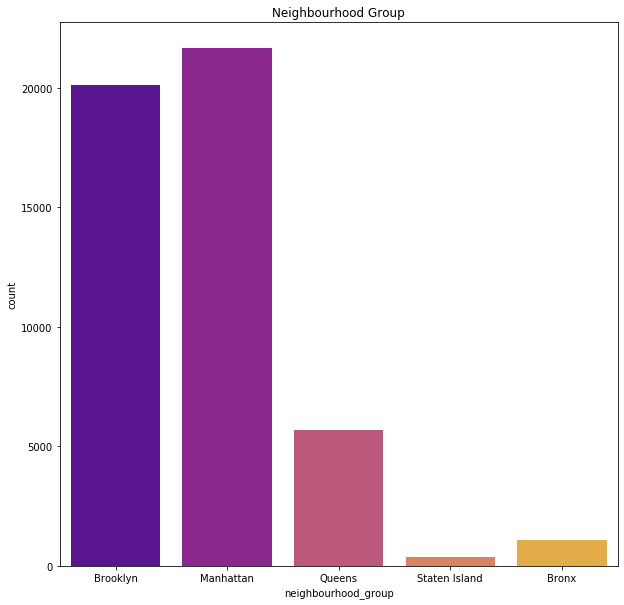 Neighbourhood Group
20000
15000
10000
5000
0
count
Brooklyn Manhattan Queens Staten Island Bronx
neighbourhood_group